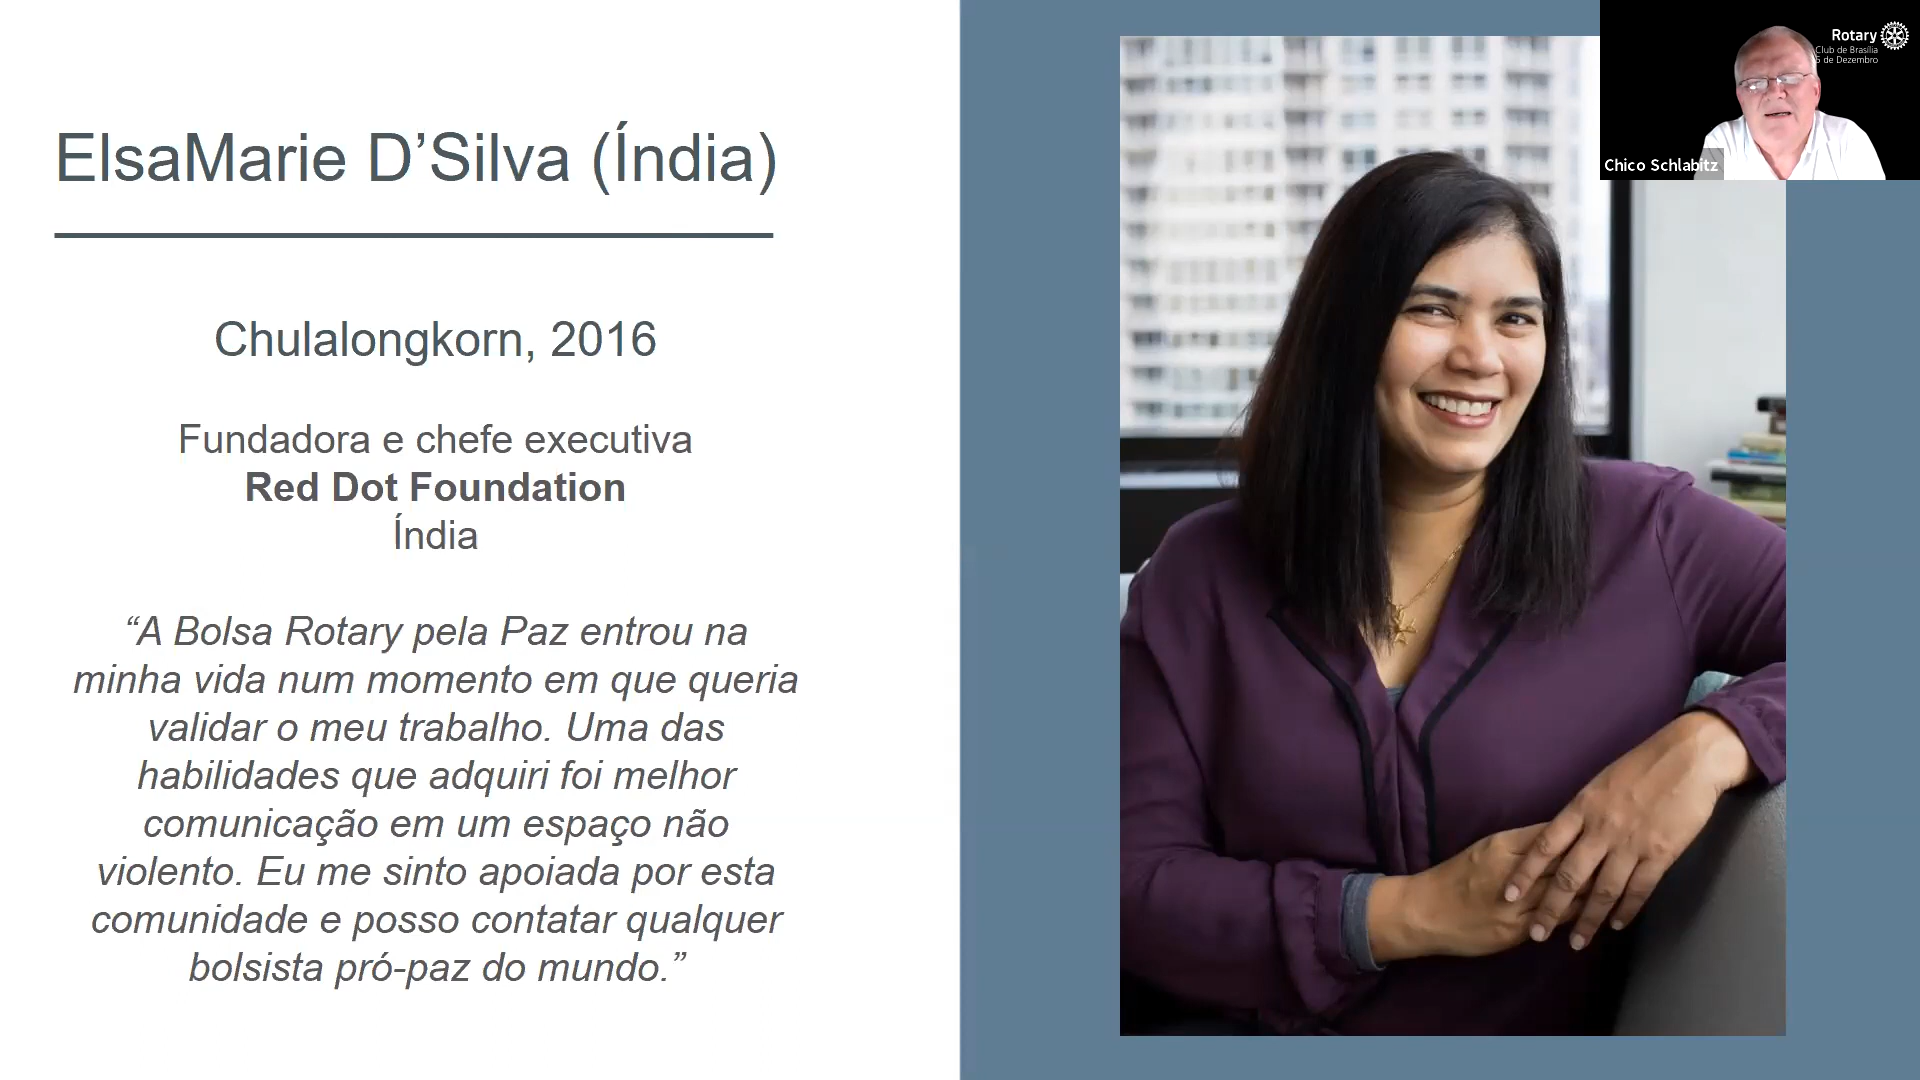 ElsaMarie D’Silva (Índia)
Chulalongkorn, 2016
Fundadora e chefe executiva
Red Dot Foundation
Índia
“A Bolsa Rotary pela Paz entrou na
minha vida num momento em que queria
validar o meu trabalho. Uma das
habilidades que adquiri foi melhor
comunicação em um espaço não
violento. Eu me sinto apoiada por esta
comunidade e posso contatar qualquer
bolsista pró-paz do mundo.”
Rotary
Club de Brasília
5 de Dezembro
Chico Schlabitz